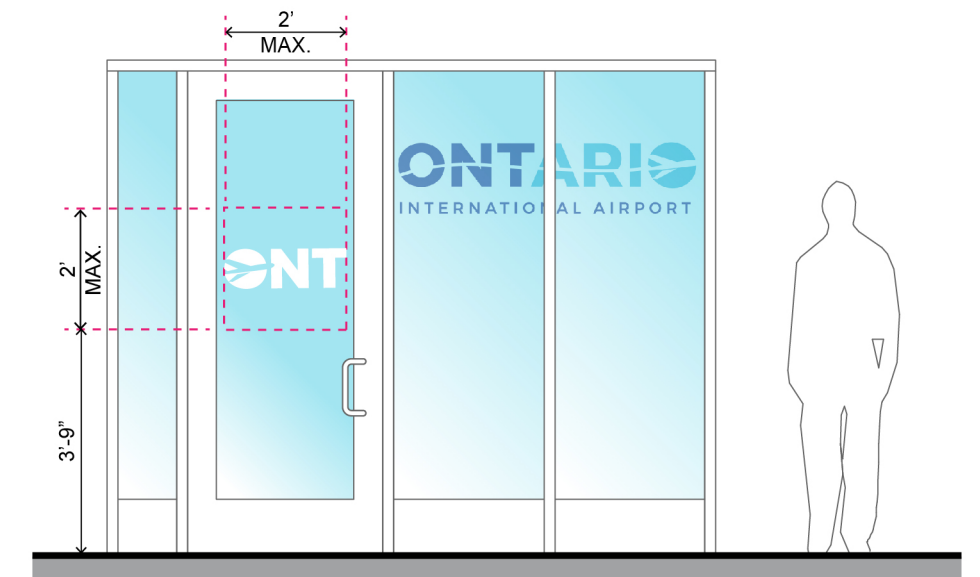 2’
MAX.
ONTARIO
INTERNATIONAL AIRPORT
2’
MAX.
ONT
3’-9”